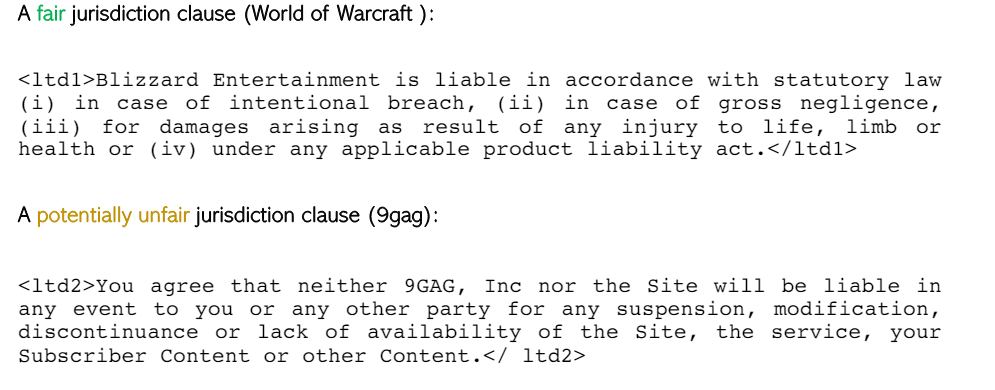 A fair jurisdiction clause (World of Warcraft ):
<ltd1>Blizzard Entertainment is liable in accordance with statutory law
(i) in case of intentional breach, (ii) in case of gross negligence,
(iii) for damages arising as result of any injury to life, limb or
health or (iv) under any applicable product liability act.</ltd1>
A potentially unfair jurisdiction clause (9gag):
<ltd2>You agree that neither 9GAG, Inc nor the Site will be liable in
any event to you or any other party for any suspension, modification,
discontinuance or lack of availability of the Site, the service, your
Subscriber Content or other Content.</ ltd2>